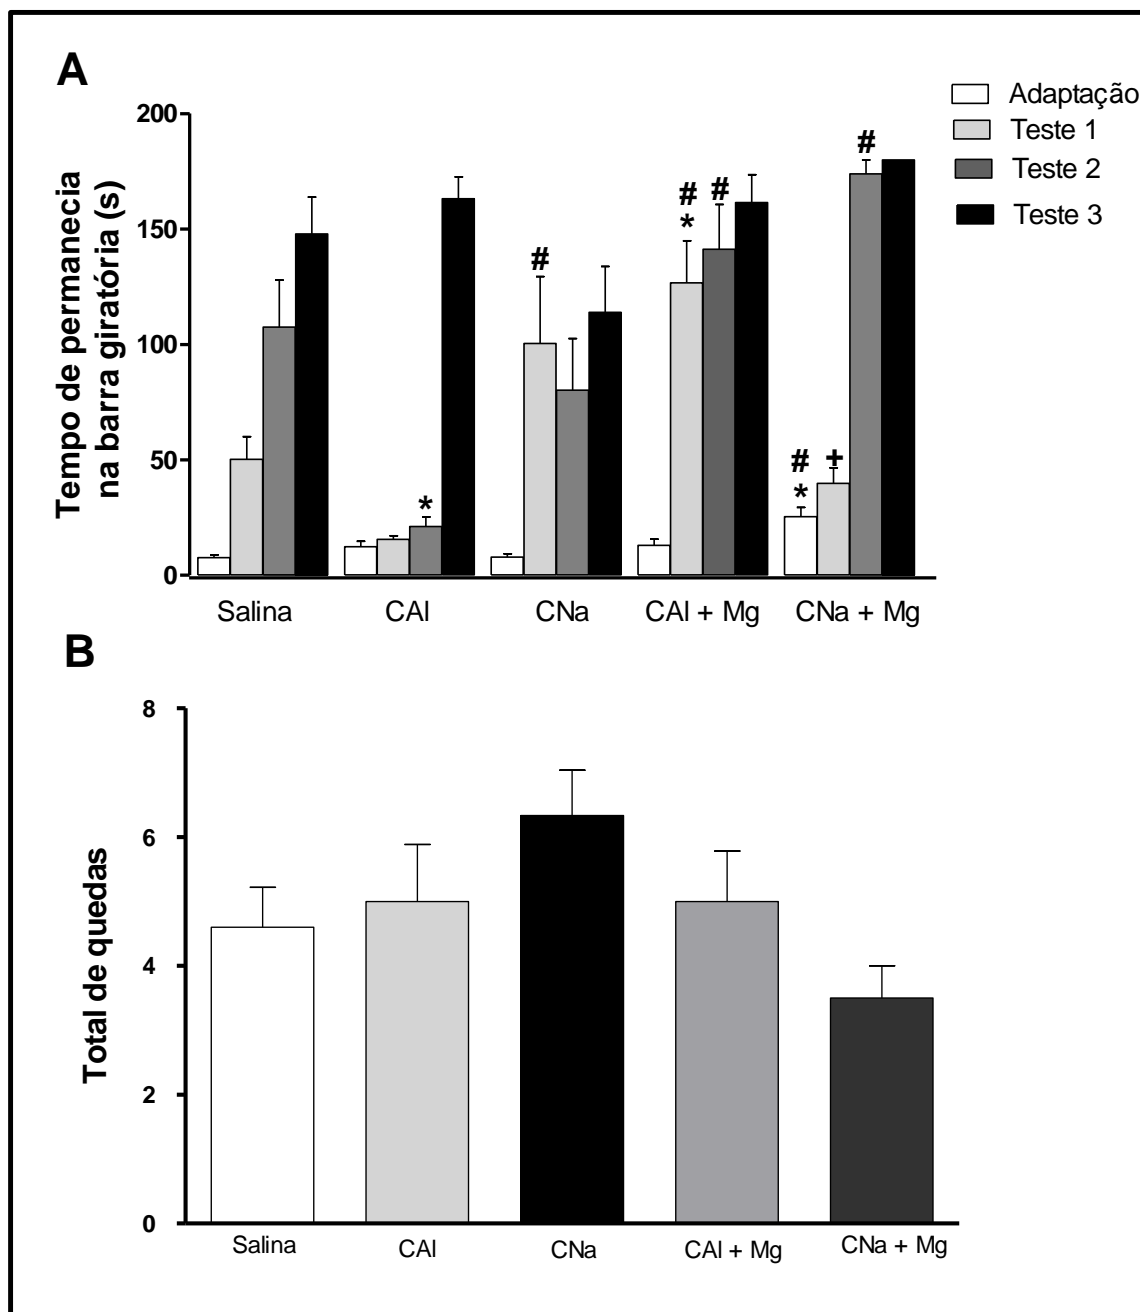 A
Adaptação
Teste 1
Teste 2
Teste 3
Tempo de permanecia
na barra giratória (s)
200
150
100
50
0
#
#
*
#
#
*
+
#
*
Salina
CAl
CNa
CAl + Mg
CNa + Mg
B
Total de quedas
8
6
4
2
0
Salina
CAl
CNa
CAl + Mg
CNa + Mg